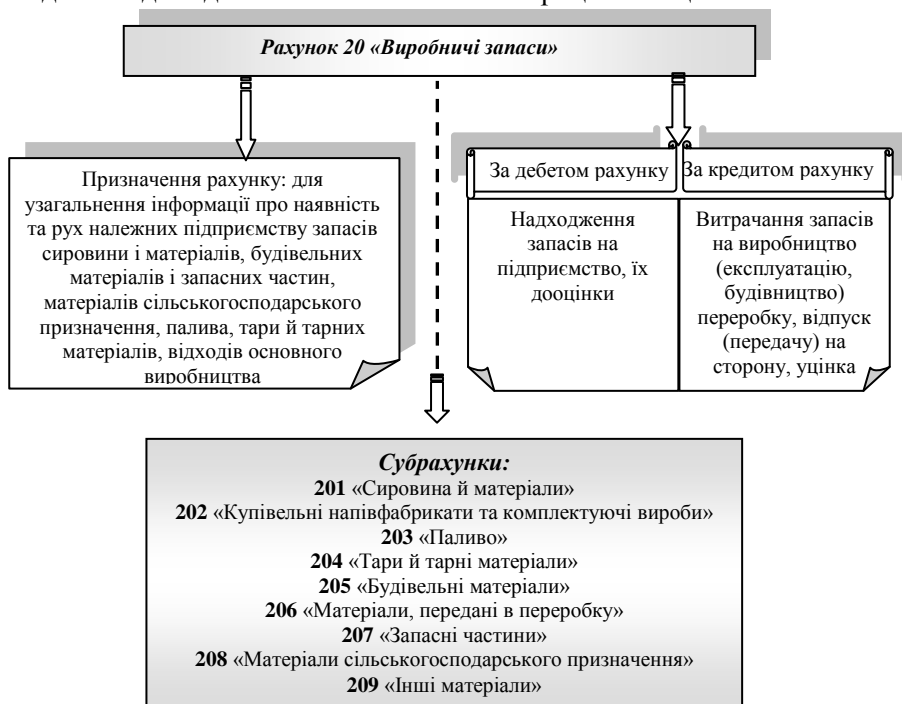 Рахунок 20 «Виробничі запаси»
Призначення рахунку: для
узагальнення інформації про наявність
та рух належних підприємству запасів
сировини і матеріалів, будівельних
матеріалів і запасних частин,
матеріалів сільськогосподарського
призначення, палива, тари й тарних
матеріалів, відходів основного
виробництва
За дебетом рахунку
Надходження
запасів на
підприємство, їх
дооцінки
За кредитом рахунку
Витрачання запасів
на виробництво
(експлуатацію,
будівництво)
переробку, відпуск
(передачу) на
сторону, уцінка
Субрахунки:
201 «Сировина й матеріали»
202 «Купівельні напівфабрикати та комплектуючі вироби»
203 «Паливо»
204 «Тари й тарні матеріали»
205 «Будівельні матеріали»
206 «Матеріали, передані в переробку»
207 «Запасні частини»
208 «Матеріали сільськогосподарського призначення»
209 «Інші матеріали»